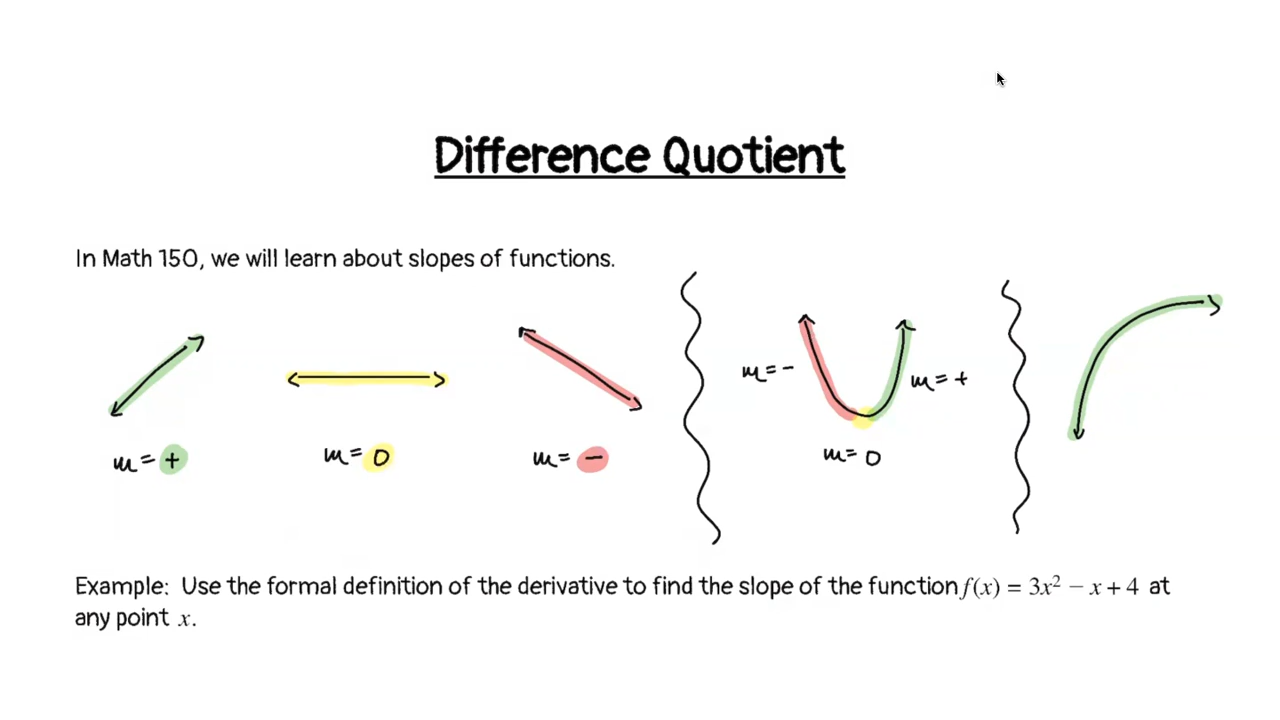 Difference Quotient
In Math 150, we will learn about slopes of functions.
m = +
m = 0
m = −
m = −
m = +
m = 0
Example: Use the formal definition of the derivative to find the slope of the function f(x) = 3x² − x + 4 at
any point x.